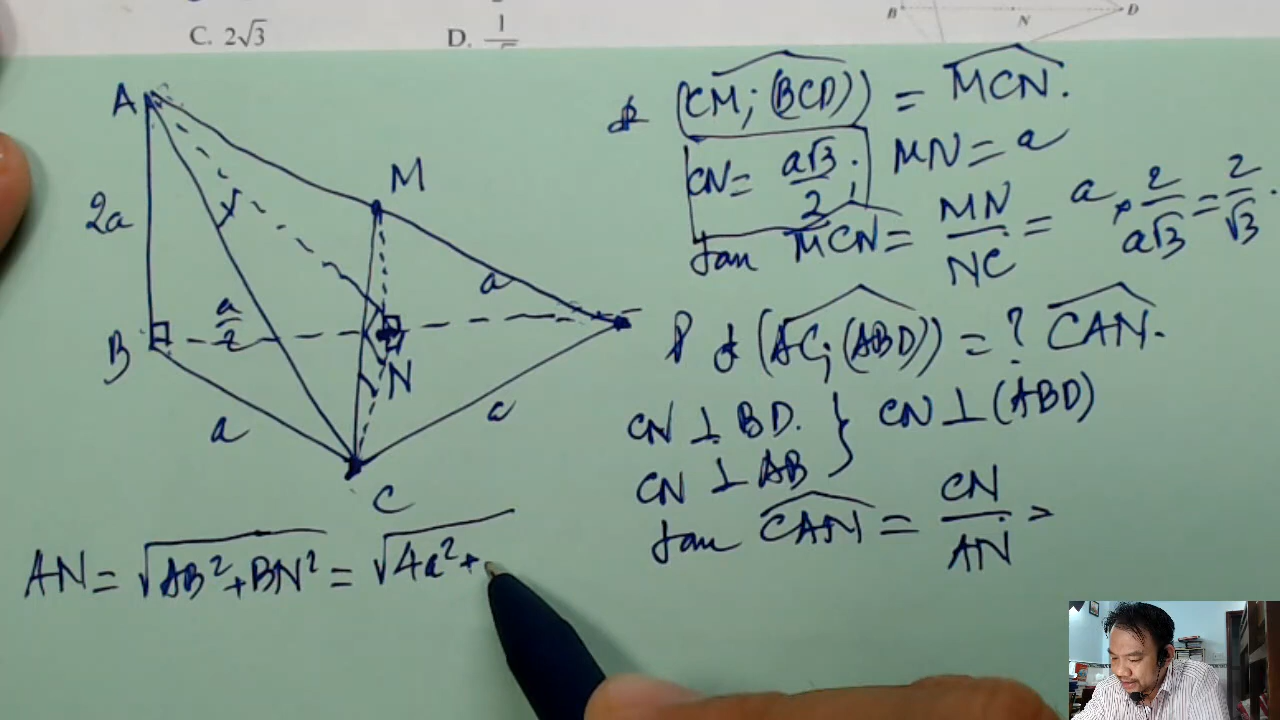 C. 2√3
D. 1/√
B
N
D
A
2a
M
a
B
a/2
N
a
C
(CM; (BCD)) = MCN.
CN = a√3/2; MN = a
tan MCN = MN/NC = a × 2/a√3 = 2/√3.
(AC; (ABD)) = ? CAN.
CN ⊥ BD.
CN ⊥ AB } CN ⊥ (ABD)
tan CAN = CN/AN =
AN = √AB² + BN² = √4a² +